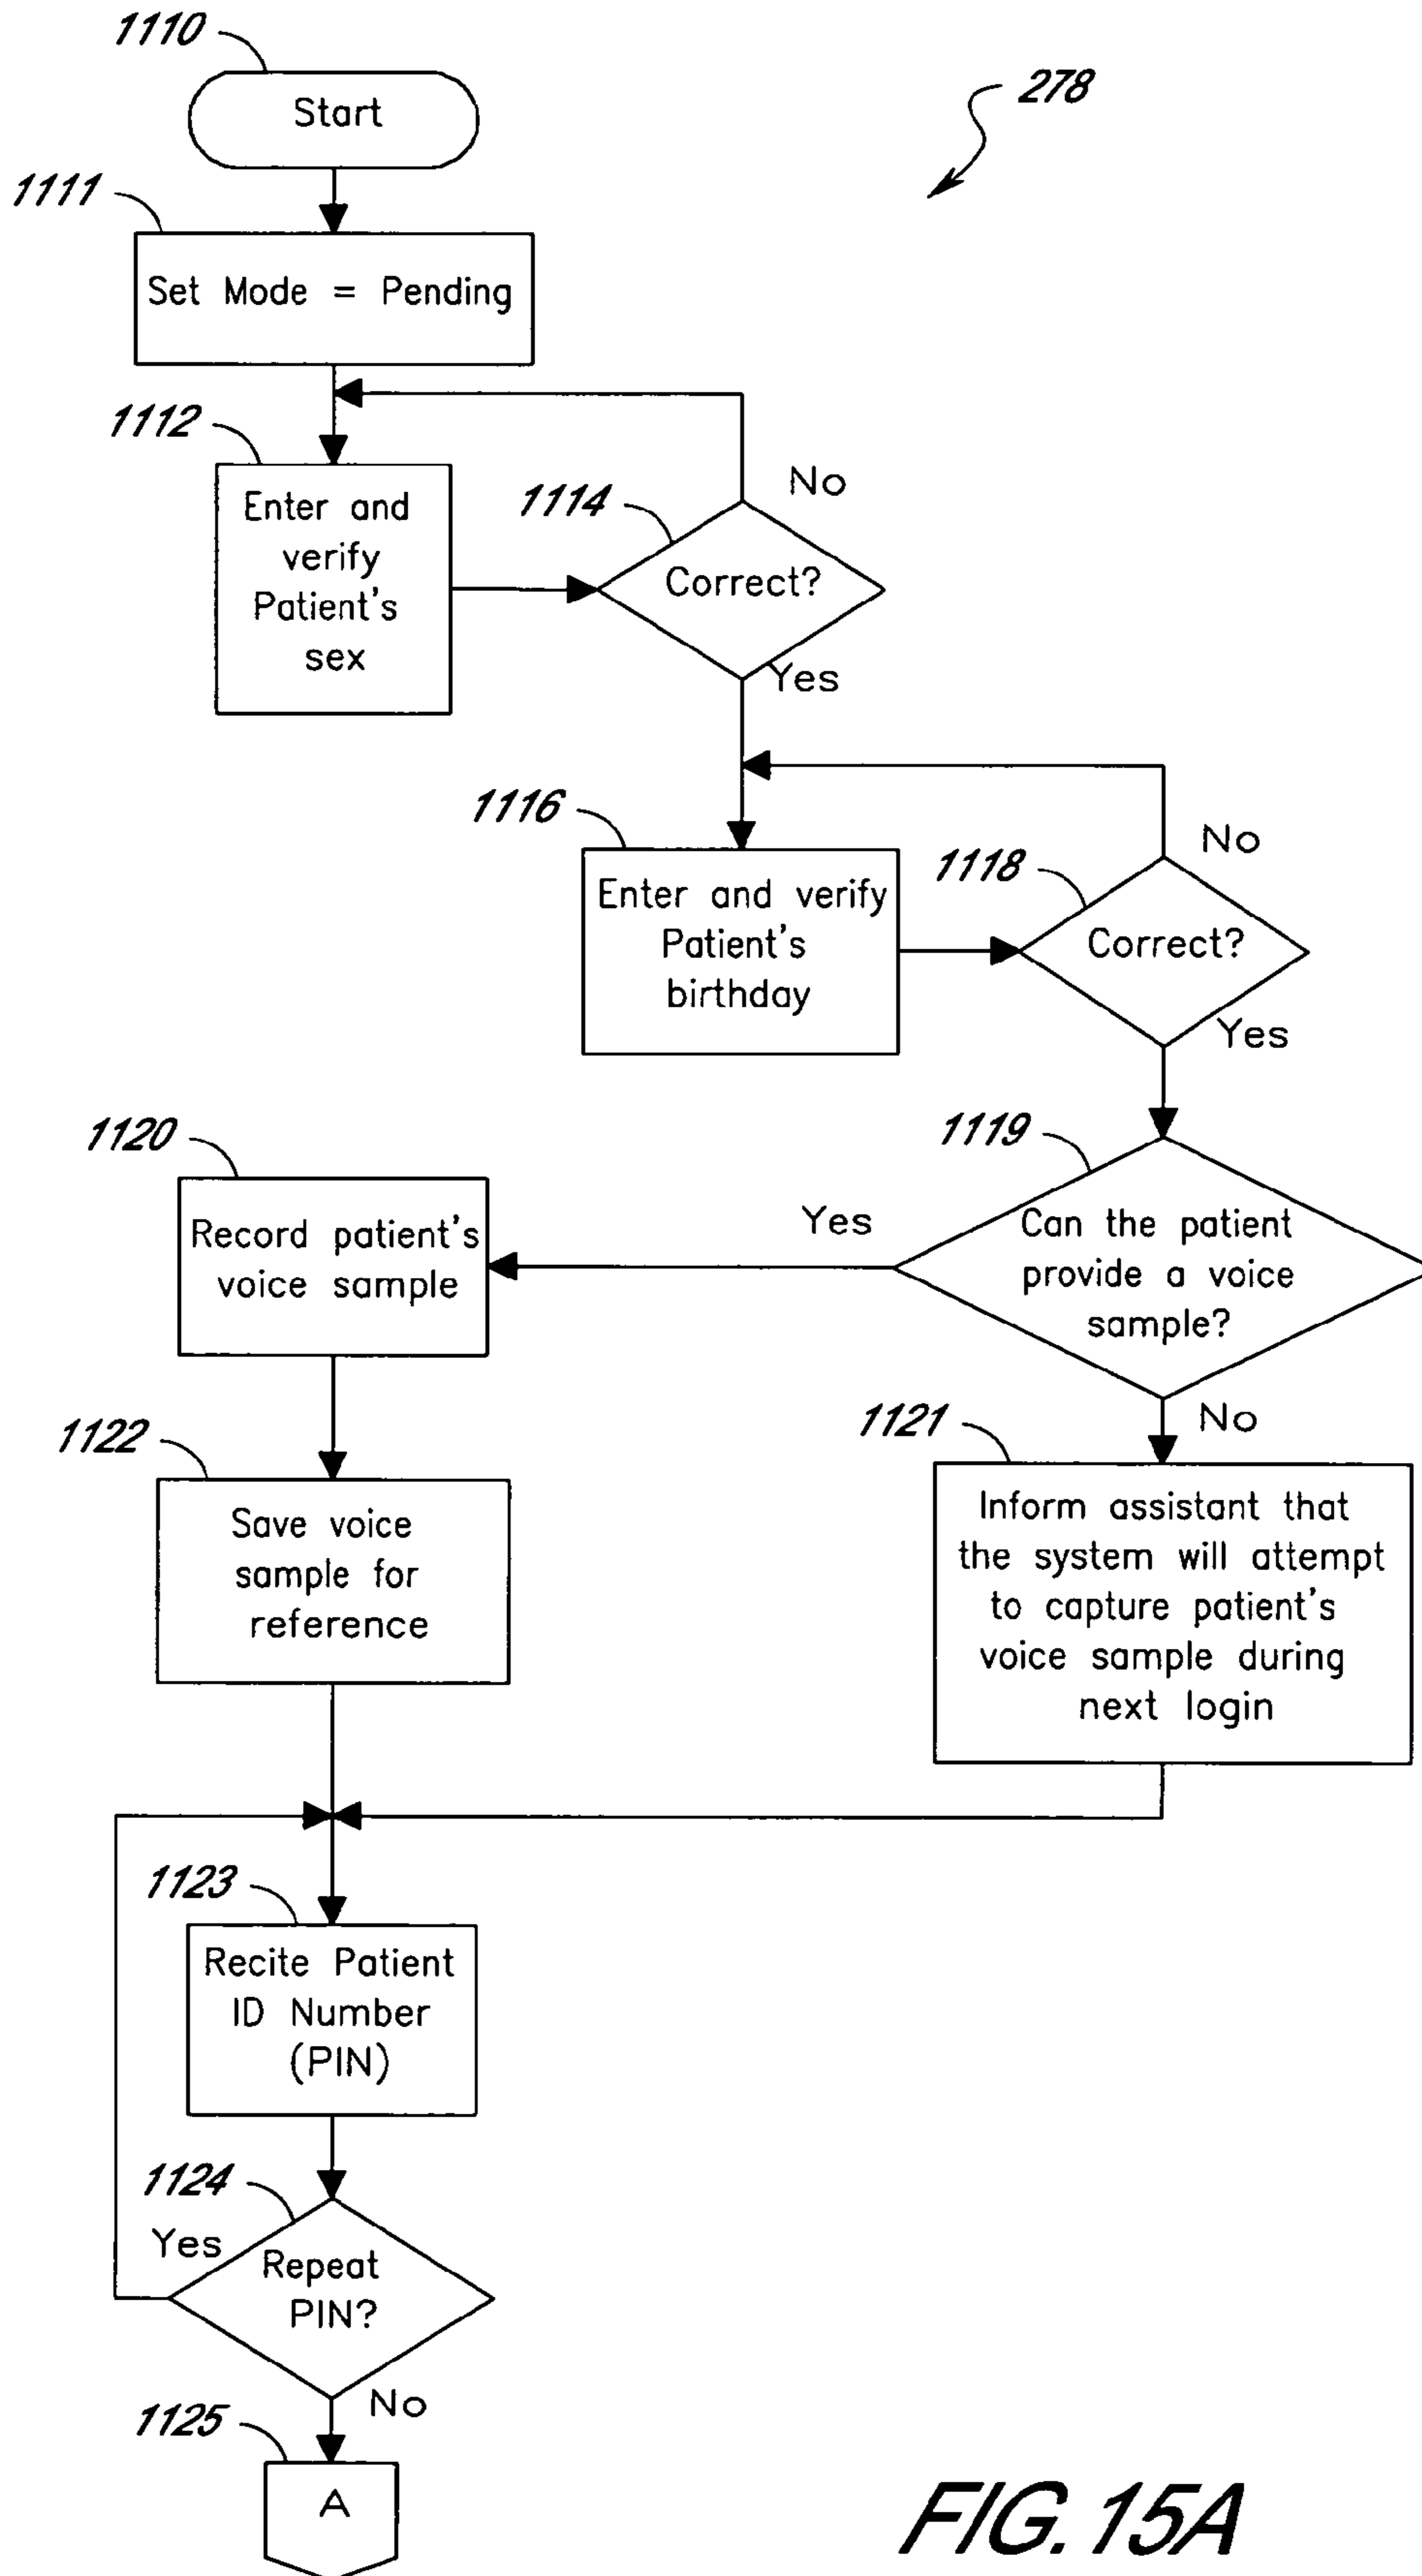 1110
Start
278
1111
Set Mode = Pending
1112
Enter and
verify
Patient's
sex
1114
No
Correct?
Yes
1116
Enter and verify
Patient's
birthday
1118
No
Correct?
Yes
1119
Can the patient
provide a voice
sample?
Yes
No
1120
Record patient's
voice sample
1121
Inform assistant that
the system will attempt
to capture patient's
voice sample during
next login
1122
Save voice
sample for
reference
1123
Recite Patient
ID Number
(PIN)
1124
Yes
Repeat
PIN?
No
1125
A
FIG. 15A